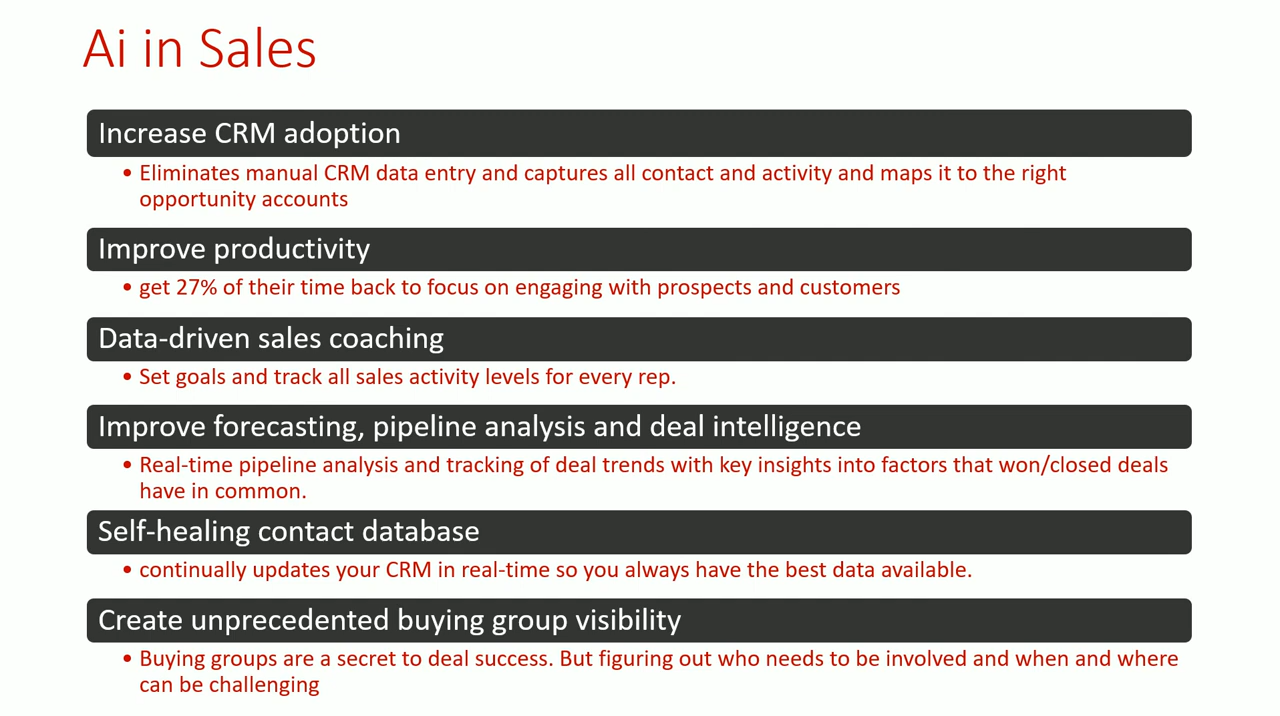 Ai in Sales
Increase CRM adoption
• Eliminates manual CRM data entry and captures all contact and activity and maps it to the right
opportunity accounts
Improve productivity
• get 27% of their time back to focus on engaging with prospects and customers
Data-driven sales coaching
• Set goals and track all sales activity levels for every rep.
Improve forecasting, pipeline analysis and deal intelligence
• Real-time pipeline analysis and tracking of deal trends with key insights into factors that won/closed deals
have in common.
Self-healing contact database
• continually updates your CRM in real-time so you always have the best data available.
Create unprecedented buying group visibility
• Buying groups are a secret to deal success. But figuring out who needs to be involved and when and where
can be challenging